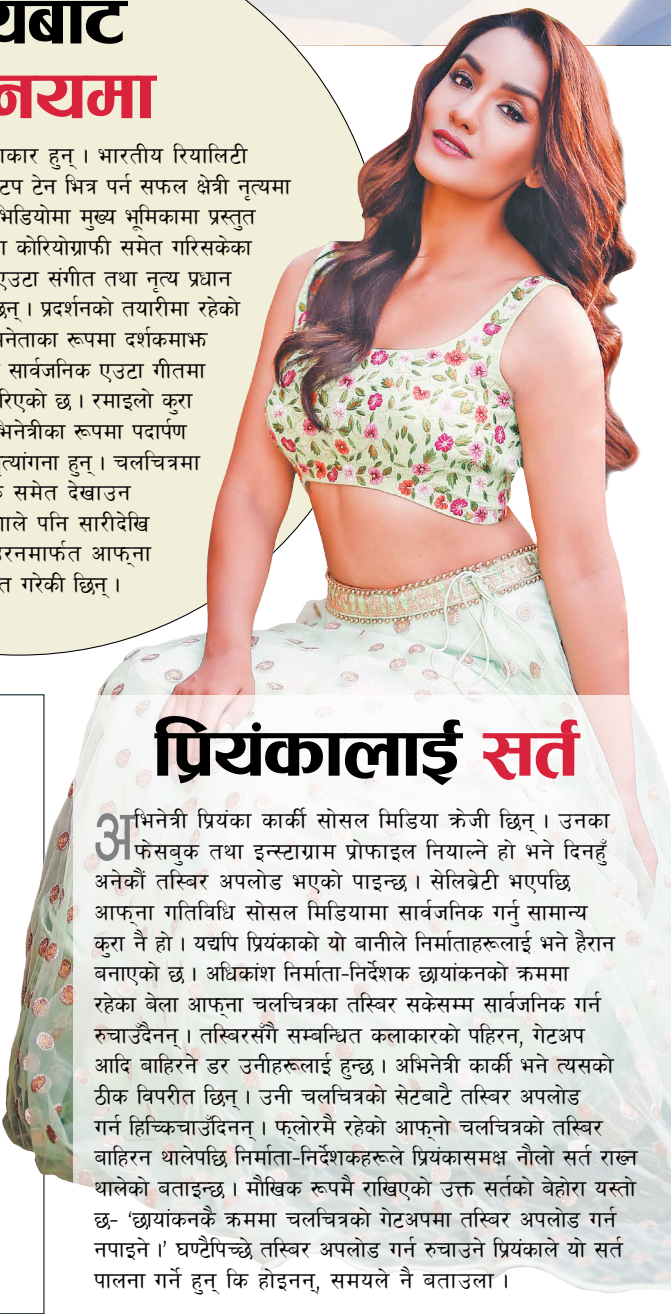 यबाट
नयमा
ाकार हुन् । भारतीय रियालिटी
टप टेन भित्र पर्न सफल क्षेत्री नृत्यमा
भिडियोमा मुख्य भूमिकामा प्रस्तुत
ा कोरियोग्राफी समेत गरिसकेका
एउटा संगीत तथा नृत्य प्रधान
छन् । प्रदर्शनको तयारीमा रहेको
नेताका रूपमा दर्शकमाझ
सार्वजनिक एउटा गीतमा
रिएको छ । रमाइलो कुरा
भिनेत्रीका रूपमा पदार्पण
त्यांगना हुन् । चलचित्रमा
समेत देखाउन
ाले पनि सारीदेखि
उरनमार्फत आफ्ना
त गरेकी छिन् ।
प्रियंकालाई सर्त
अभिनेत्री प्रियंका कार्की सोसल मिडिया क्रेजी छिन् । उनका
फेसबुक तथा इन्स्टाग्राम प्रोफाइल नियाल्ने हो भने दिनहुँ
अनेकौं तस्बिर अपलोड भएको पाइन्छ । सेलिब्रेटी भएपछि
आफ्ना गतिविधि सोसल मिडियामा सार्वजनिक गर्नु सामान्य
कुरा नै हो । यद्यपि प्रियंकाको यो बानीले निर्माताहरूलाई भने हैरान
बनाएको छ । अधिकांश निर्माता-निर्देशक छायांकनको क्रममा
रहेका बेला आफ्ना चलचित्रका तस्बिर सकेसम्म सार्वजनिक गर्न
रुचाउँदैनन् । तस्बिरसँगै सम्बन्धित कलाकारको पहिरन, गेटअप
आदि बाहिरने डर उनीहरूलाई हुन्छ । अभिनेत्री कार्की भने त्यसको
ठीक विपरीत छिन् । उनी चलचित्रको सेटबाटै तस्बिर अपलोड
गर्न हिच्किचाउँदिनन् । फ्लोरमै रहेको आफ्नो चलचित्रको तस्बिर
बाहिरन थालेपछि निर्माता-निर्देशकहरूले प्रियंकासमक्ष नौलो सर्त राख्न
थालेको बताइन्छ । मौखिक रूपमै राखिएको उक्त सर्तको बेहोरा यस्तो
छ- ‘छायांकनकै क्रममा चलचित्रको गेटअपमा तस्बिर अपलोड गर्न
नपाइने ।’ घण्टैपिच्छे तस्बिर अपलोड गर्न रुचाउने प्रियंकाले यो सर्त
पालना गर्ने हुन् कि होइनन्, समयले नै बताउला ।